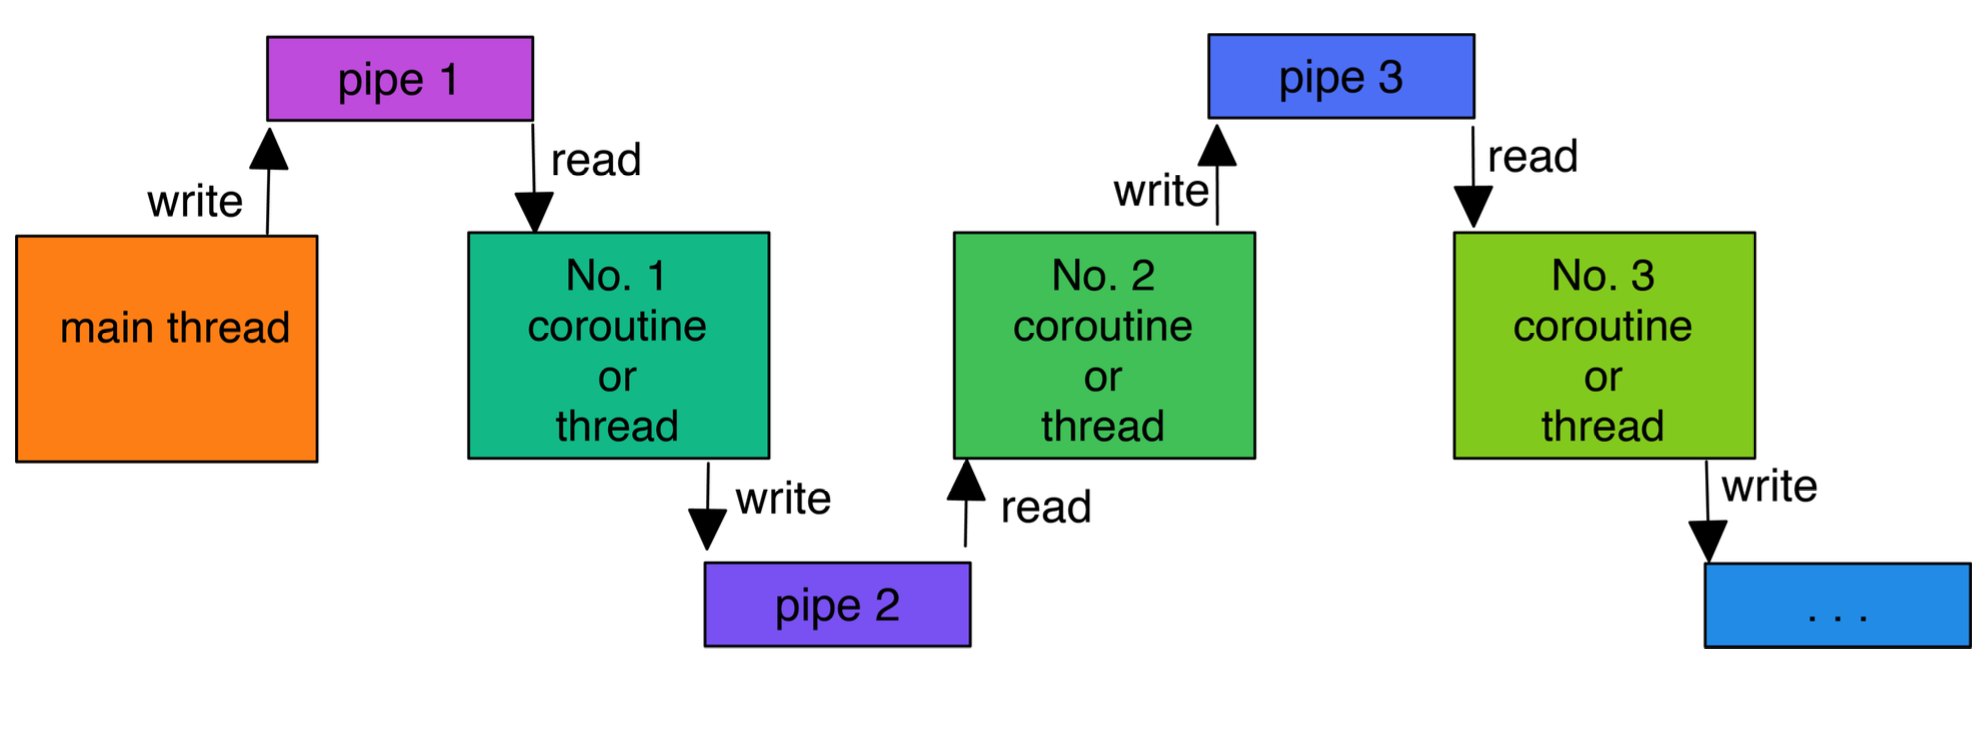 pipe 1
pipe 3
write
read
write
read
main thread
No. 1
coroutine
or
thread
No. 2
coroutine
or
thread
No. 3
coroutine
or
thread
write
read
write
pipe 2
. . .